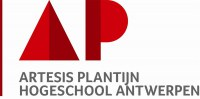 AP
ARTESIS PLANTIJN
HOGESCHOOL ANTWERPEN